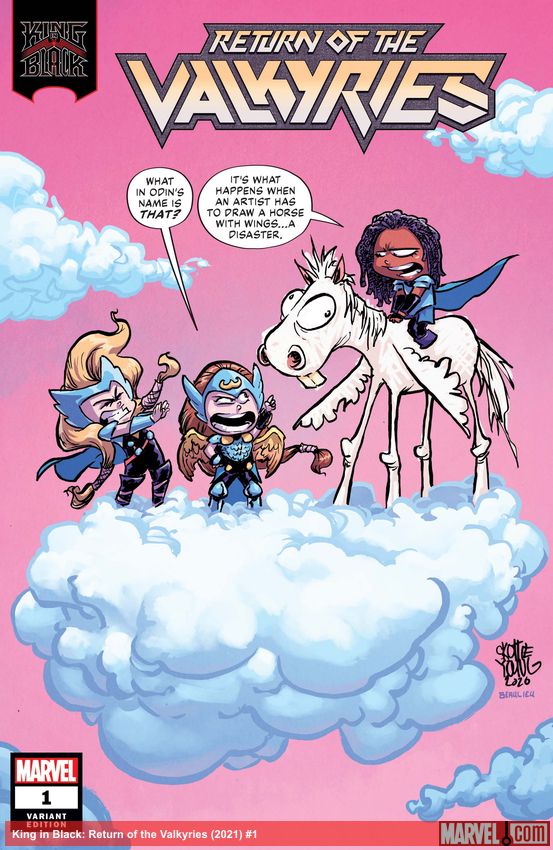 KING
IN
BLACK
RETURN OF THE
VALKYRIES
WHAT
IN ODIN'S
NAME IS
THAT?
IT'S WHAT
HAPPENS WHEN
AN ARTIST HAS
TO DRAW A HORSE
WITH WINGS...A
DISASTER.
SKOTTIE
YOUNG
2020
BEAULIEU
MARVEL
1
VARIANT
EDITION
King in Black: Return of the Valkyries (2021) #1
MARVEL.com